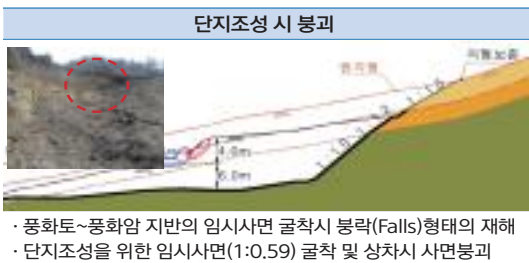 단지조성 시 붕괴
4.0m
6.0m
· 풍화토~풍화암 지반의 임시사면 굴착시 붕락(Falls)형태의 재해
· 단지조성을 위한 임시사면(1:0.59) 굴착 및 상차시 사면붕괴